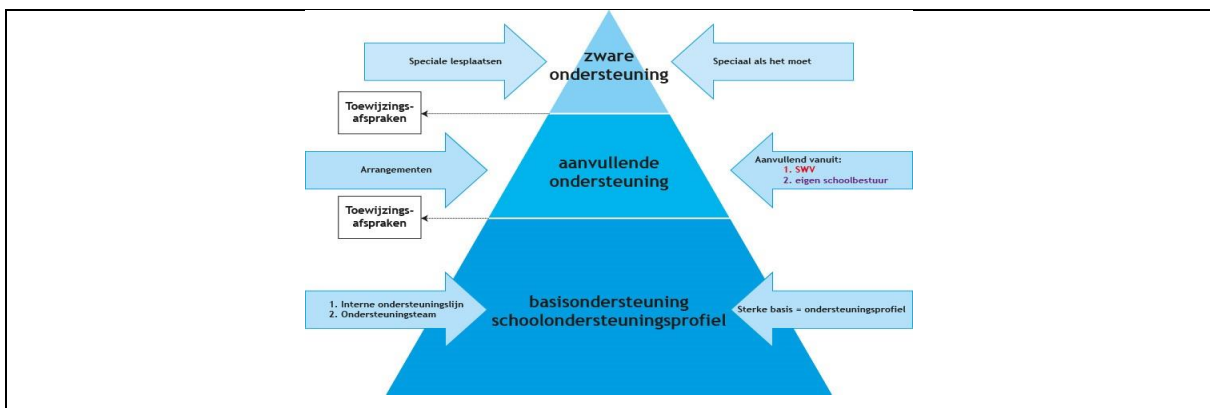 Speciale lesplaatsen
zware
ondersteuning
Speciaal als het moet
Toewijzings-
afspraken
Arrangementen
aanvullende
ondersteuning
Aanvullend vanuit:
1. SWV
2. eigen schoolbestuur
Toewijzings-
afspraken
1. Interne ondersteuningslijn
2. Ondersteuningsteam
basisondersteuning
schoolondersteuningsprofiel
Sterke basis = ondersteuningsprofiel